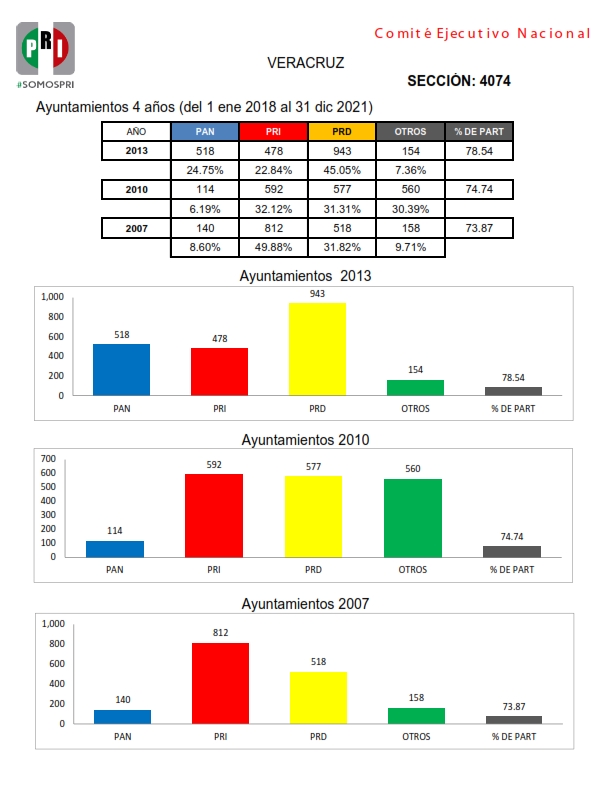 Comité Ejecutivo Nacional
PRI
#SOMOSPRI
VERACRUZ
SECCIÓN: 4074
Ayuntamientos 4 años (del 1 ene 2018 al 31 dic 2021)
AÑO PAN PRI PRD OTROS % DE PART
2013 518 478 943 154 78.54
24.75% 22.84% 45.05% 7.36%
2010 114 592 577 560 74.74
6.19% 32.12% 31.31% 30.39%
2007 140 812 518 158 73.87
8.60% 49.88% 31.82% 9.71%
Ayuntamientos 2013
1,000
800
600
400
200
0
518 478 943 154 78.54
PAN PRI PRD OTROS % DE PART
Ayuntamientos 2010
700
600
500
400
300
200
100
0
114 592 577 560 74.74
PAN PRI PRD OTROS % DE PART
Ayuntamientos 2007
1,000
800
600
400
200
0
140 812 518 158 73.87
PAN PRI PRD OTROS % DE PART